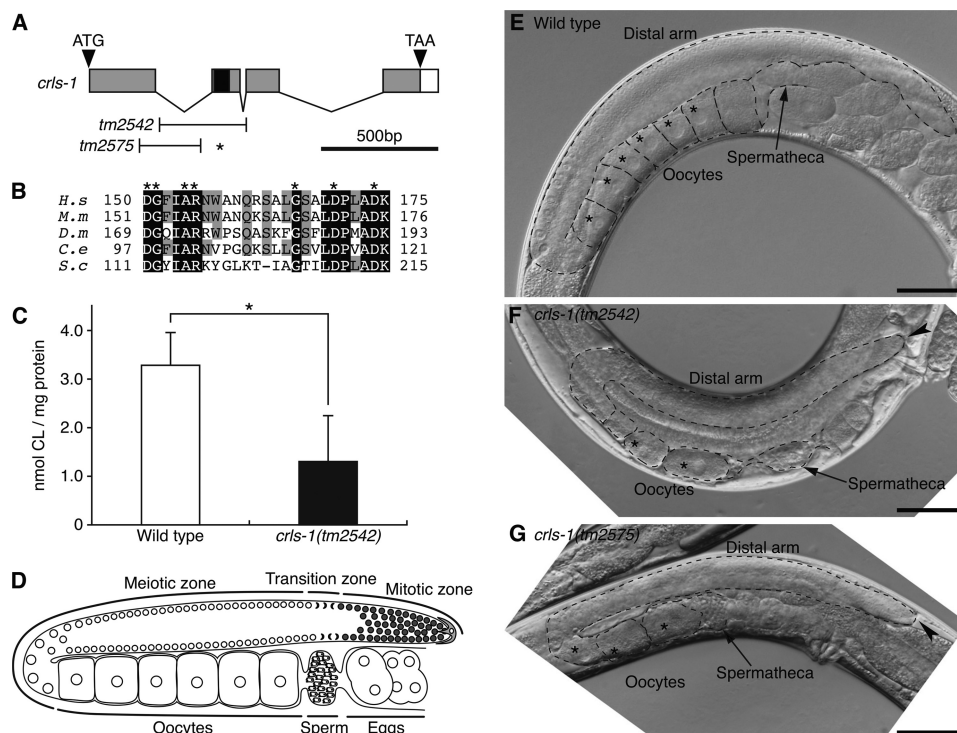 A
ATG
TAA
crls-1
tm2542
tm2575
*
500bp
B
** ** * * *
H.s 150 DGFIARNWANQRSALGSALDPLADK 175
M.m 151 DGFIARNWANQKSALGSALDPLADK 176
D.m 169 DGQIARRWPSQASKFGSFLDPMADK 193
C.e 97 DGFIARNVPGQKSLLGSVLDPVADK 121
S.c 111 DGYIARKYGLKT-IAGTILDPLADK 215
C
nmol CL / mg protein
4.0
3.0
2.0
1.0
0
*
Wild type
crls-1(tm2542)
D
Meiotic zone
Transition zone
Mitotic zone
Oocytes
Sperm
Eggs
E Wild type
Distal arm
* * * * * *
Spermatheca
Oocytes
F crls-1(tm2542)
Distal arm
* *
Oocytes
Spermatheca
G crls-1(tm2575)
Distal arm
* * *
Spermatheca
Oocytes